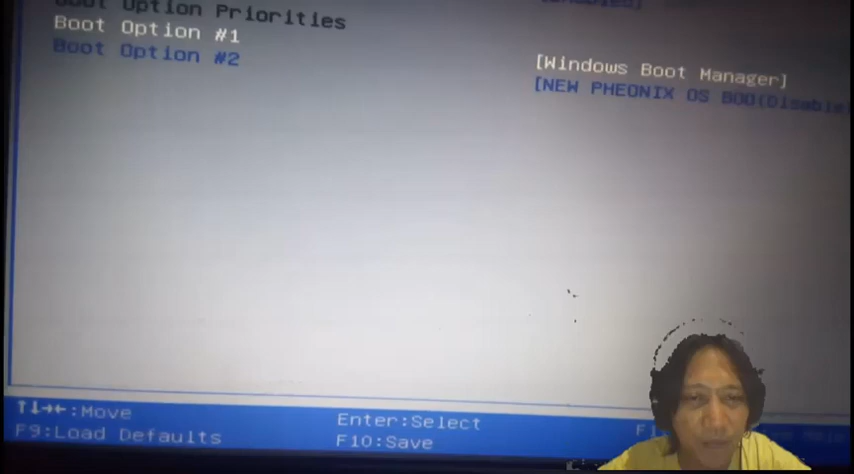 Boot Option Priorities
[Enabled]
Boot Option #1
[Windows Boot Manager]
Boot Option #2
[NEW PHEONIX OS BOO(Disable
↑↓→←:Move
Enter:Select
F9:Load Defaults
F10:Save